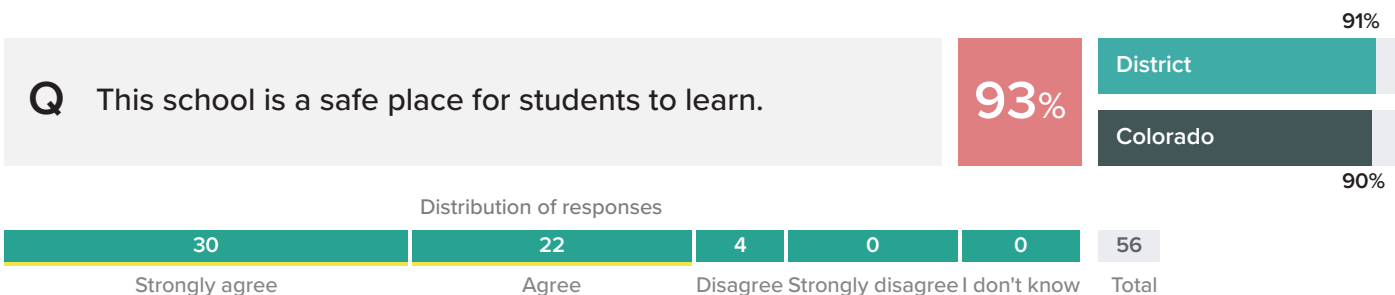 91%
Q This school is a safe place for students to learn.
93%
District
Colorado
90%
Distribution of responses
30 22 4 0 0 56
Strongly agree Agree Disagree Strongly disagree I don't know Total